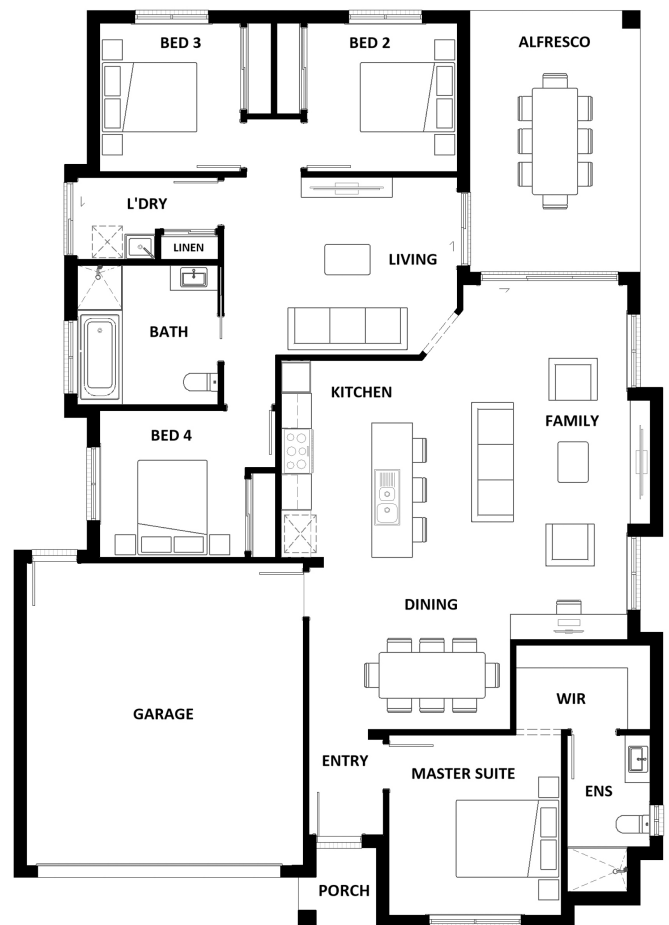 BED 3
BED 2
ALFRESCO
L'DRY
LINEN
LIVING
BATH
KITCHEN
FAMILY
BED 4
DINING
WIR
GARAGE
ENTRY
MASTER SUITE
ENS
PORCH